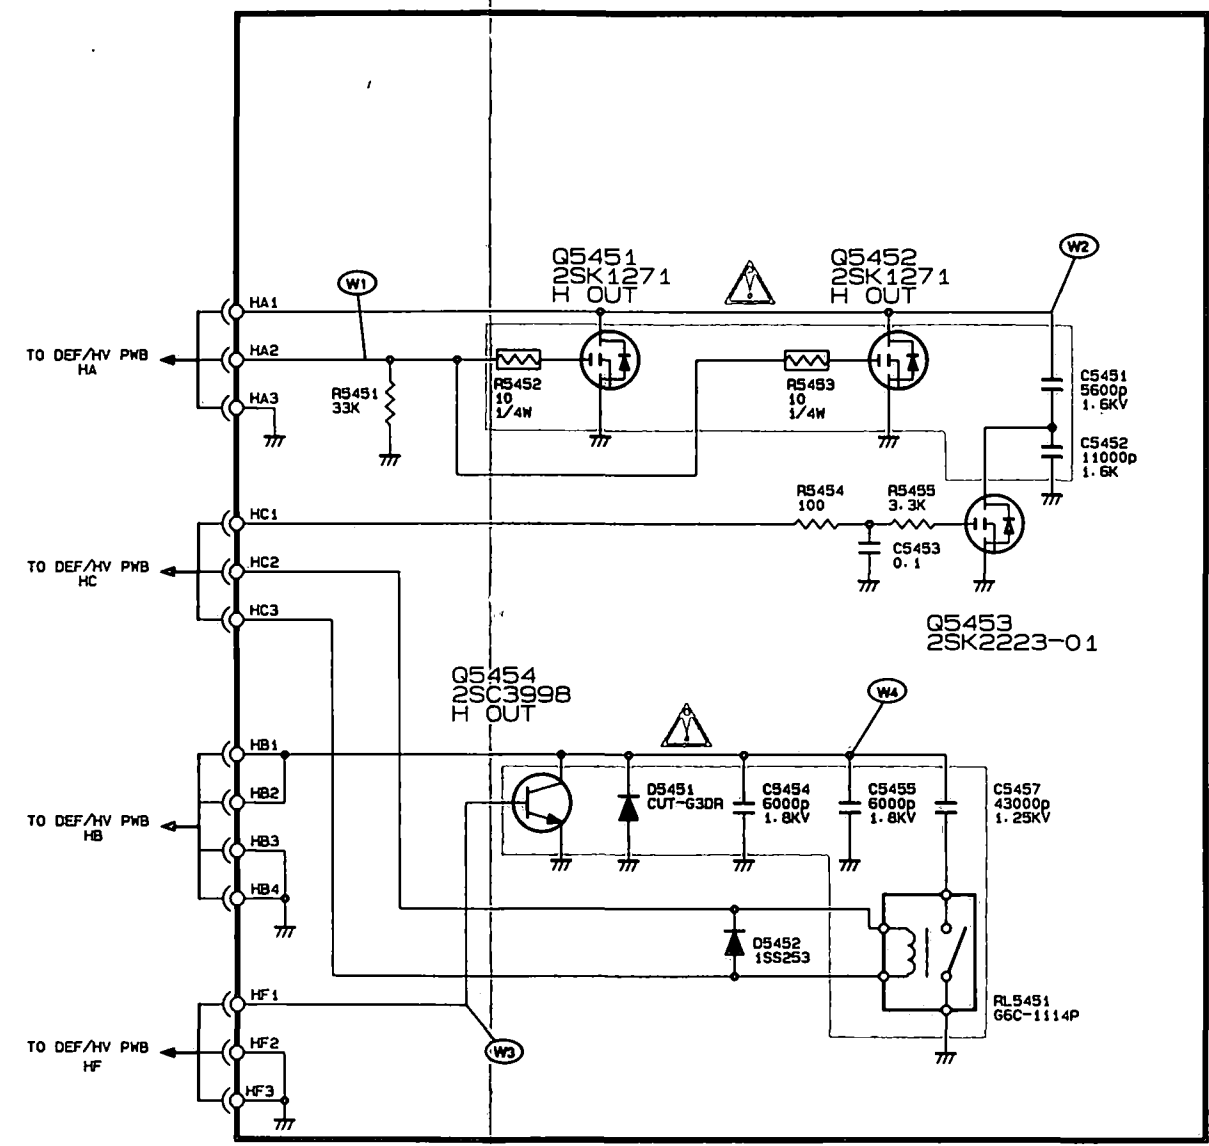 Q5451
2SK1271
H OUT
Q5452
2SK1271
H OUT
W2
W1
HA1
TO DEF/HV PWB
HA
HA2
HA3
R5451
33K
R5452
10
1/4W
R5453
10
1/4W
C5451
5600p
1.6KV
C5452
11000p
1.6K
HC1
R5454
100
R5455
3.3K
C5453
0.1
TO DEF/HV PWB
HC
HC2
HC3
Q5453
2SK2223-01
Q5454
2SC3998
H OUT
W4
HB1
HB2
TO DEF/HV PWB
HB
HB3
HB4
D5451
CUT-G3DR
C5454
6000p
1.8KV
C5455
6000p
1.8KV
C5457
43000p
1.25KV
D5452
1SS253
RL5451
G6C-1114P
HF1
TO DEF/HV PWB
HF
HF2
HF3
W3